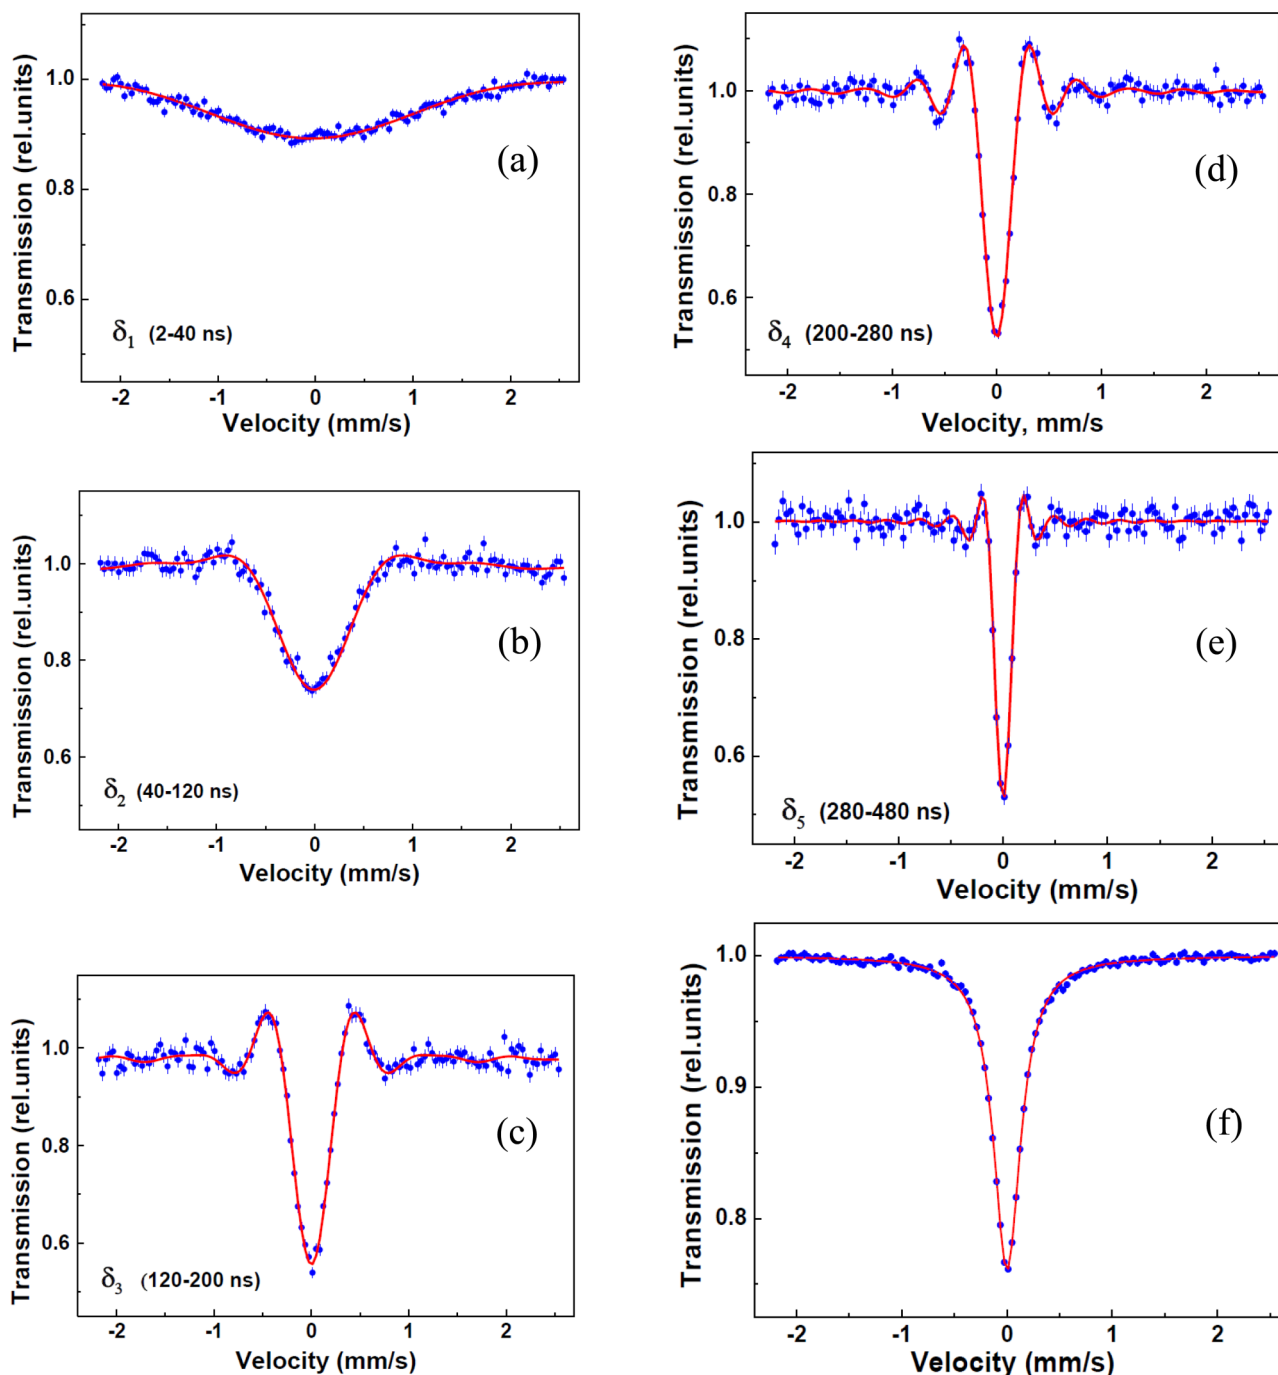 Transmission (rel.units)
1.0
0.8
0.6
(a)
δ1 (2-40 ns)
-2 -1 0 1 2
Velocity (mm/s)
Transmission (rel.units)
1.0
0.8
0.6
(b)
δ2 (40-120 ns)
-2 -1 0 1 2
Velocity (mm/s)
Transmission (rel.units)
1.0
0.8
0.6
(c)
δ3 (120-200 ns)
-2 -1 0 1 2
Velocity (mm/s)
Transmission (rel.units)
1.0
0.8
0.6
(d)
δ4 (200-280 ns)
-2 -1 0 1 2
Velocity, mm/s
Transmission (rel.units)
1.0
0.8
0.6
(e)
δ5 (280-480 ns)
-2 -1 0 1 2
Velocity (mm/s)
Transmission (rel.units)
1.0
0.9
0.8
(f)
-2 -1 0 1 2
Velocity (mm/s)